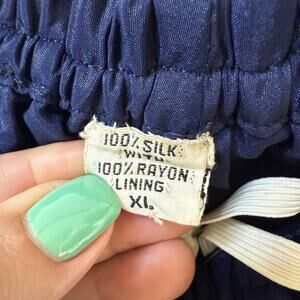 100% SILK
WITH
100% RAYON
LINING
XL